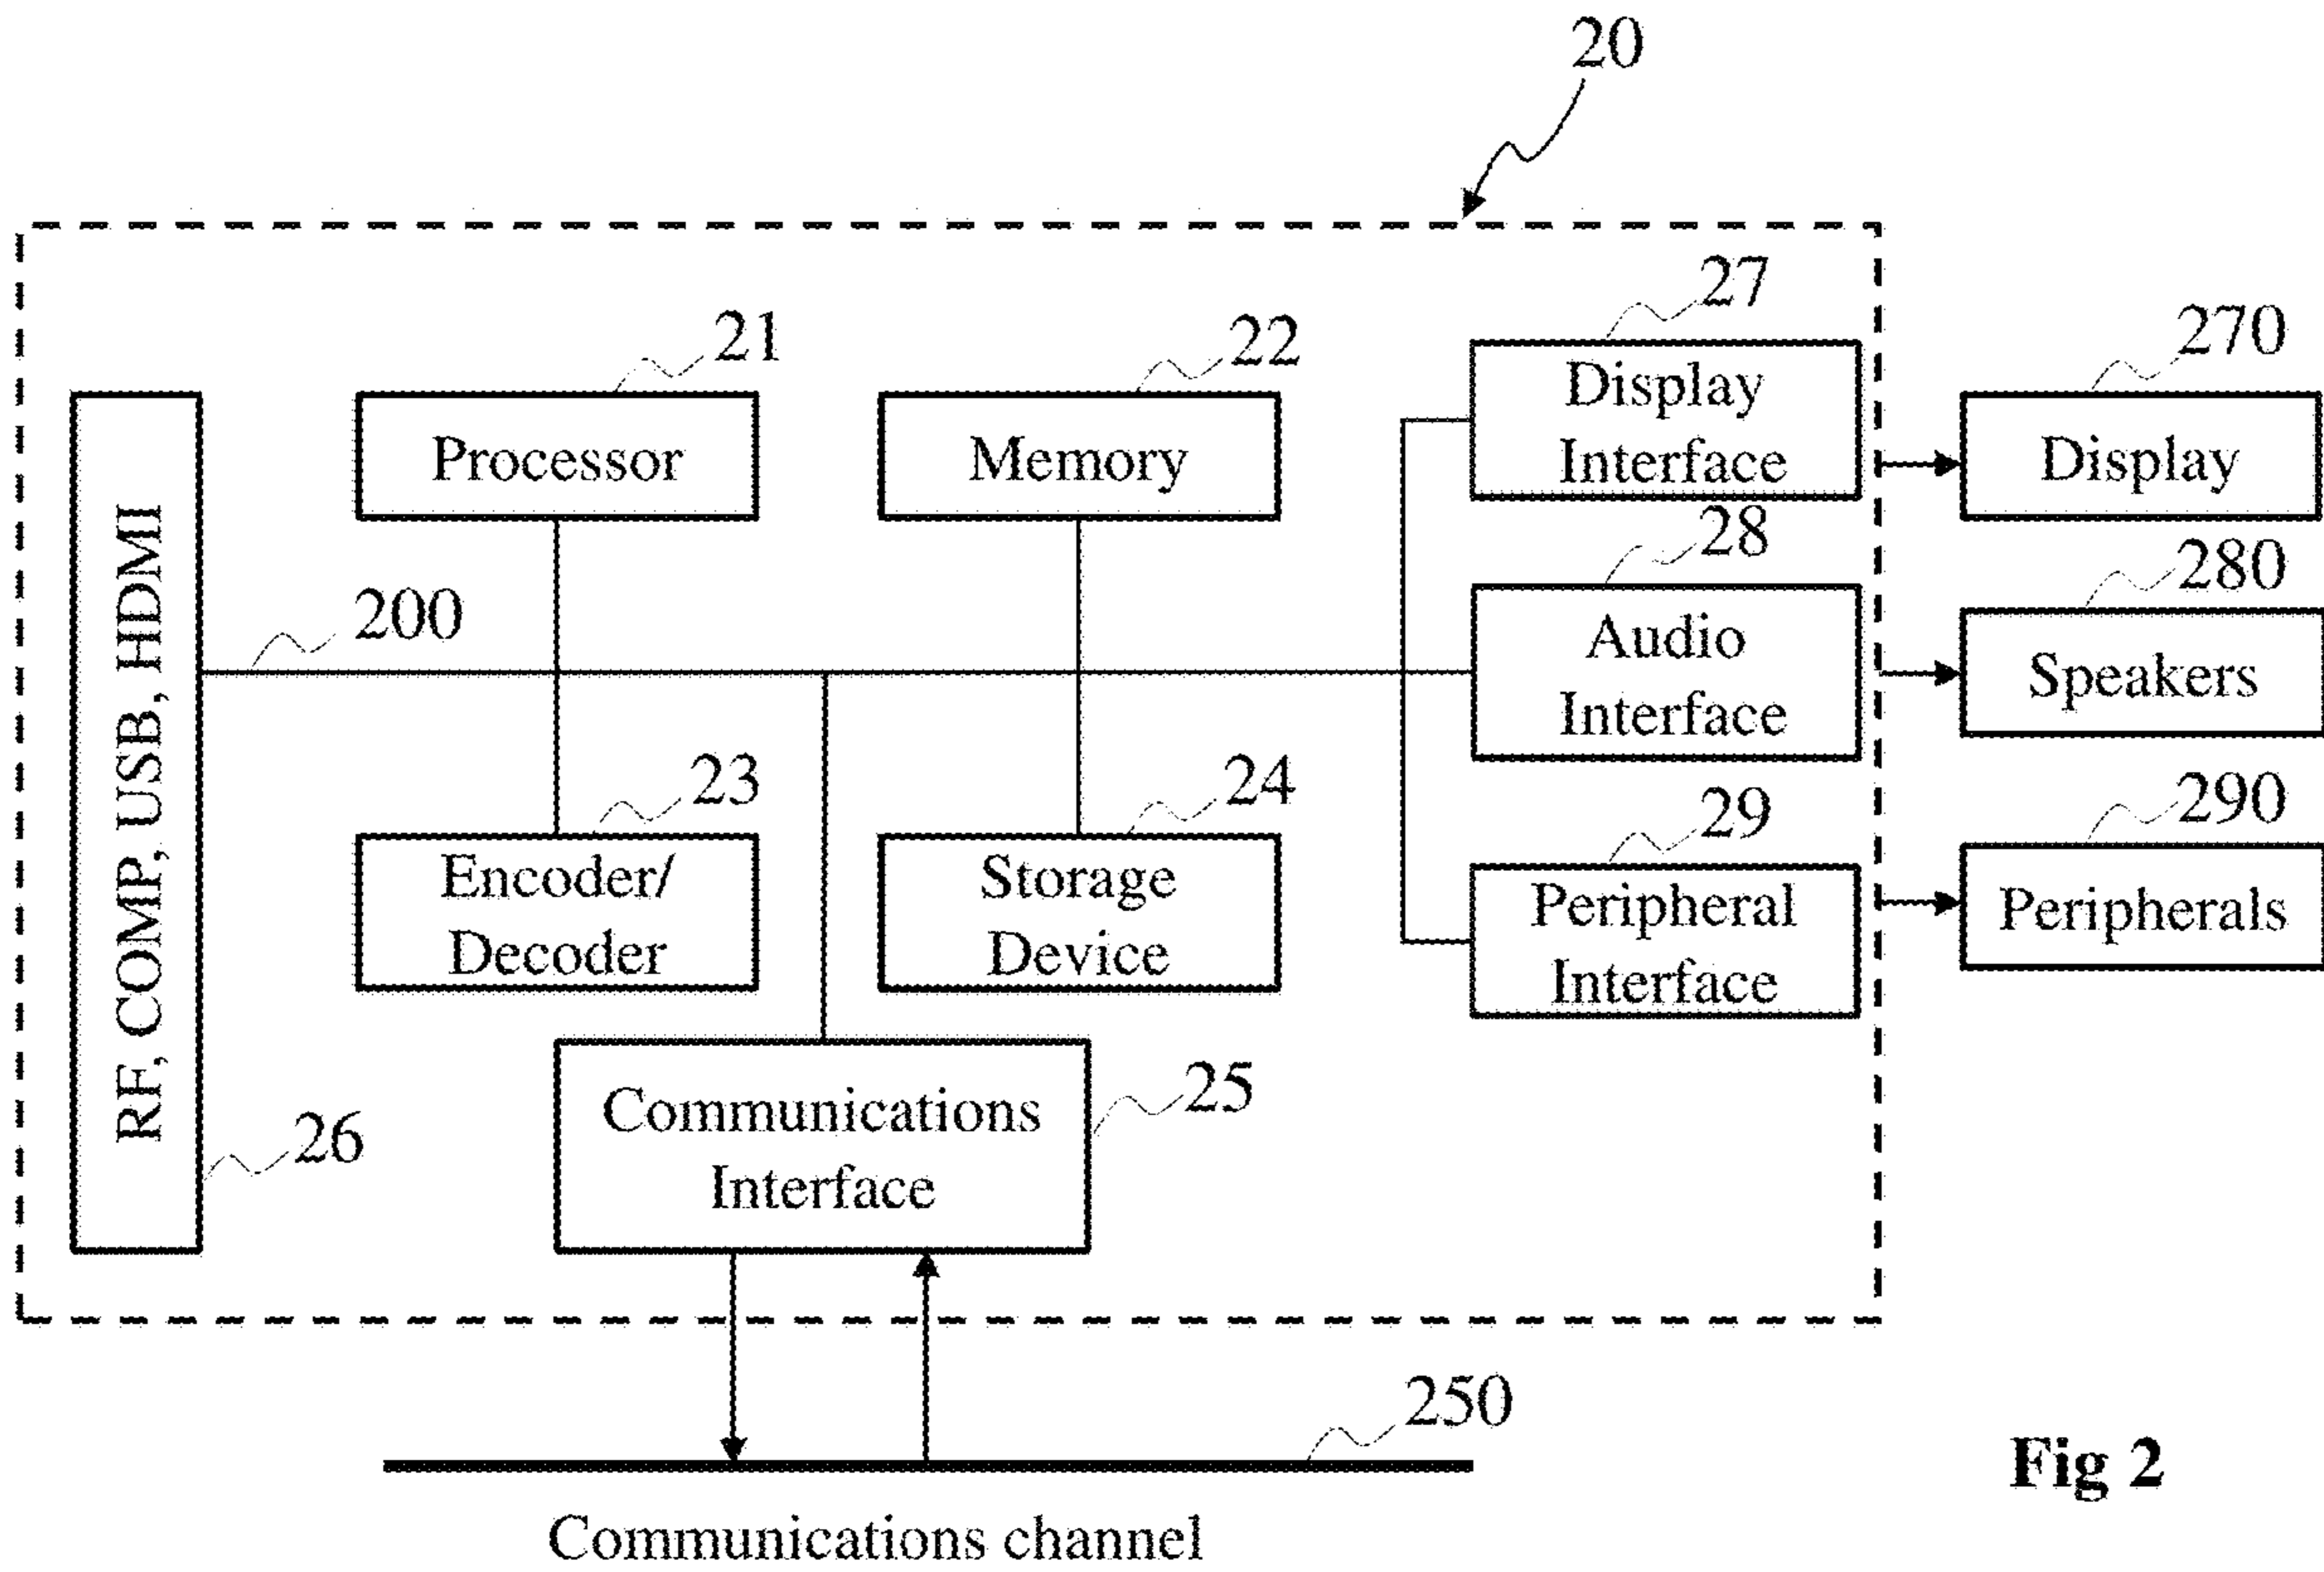 20
27
21
22
270
Display
Interface
Processor
Memory
Display
28
280
200
Audio
Interface
Speakers
RF, COMP, USB, HDMI
23
24
29
290
Encoder/
Decoder
Storage
Device
Peripheral
Interface
Peripherals
25
26
Communications
Interface
250
Communications channel
Fig 2